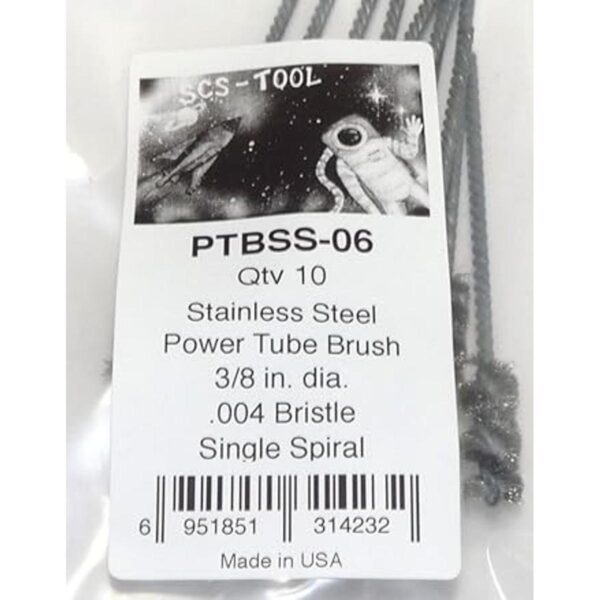 SCS-TOOL
PTBSS-06
Qty 10
Stainless Steel
Power Tube Brush
3/8 in. dia.
.004 Bristle
Single Spiral
6 951851 314232
Made in USA